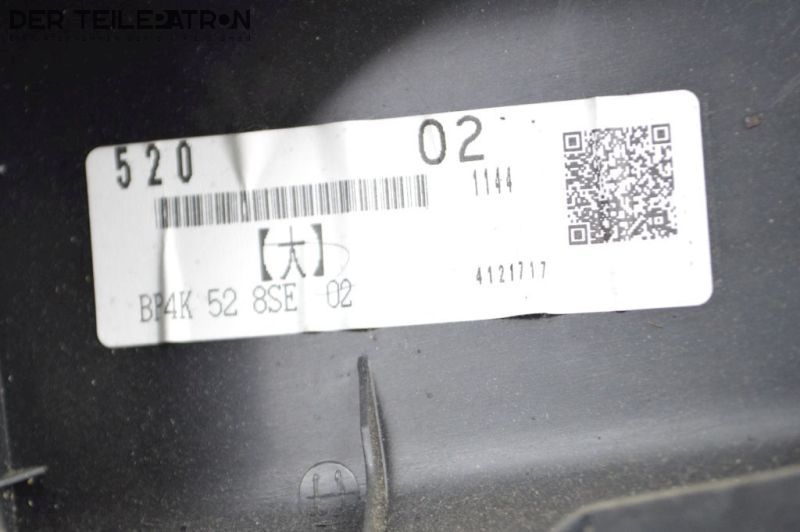 DER TEILEPATRON
520 02
1144
【大】
BP4K 52 8SE 02
4121717